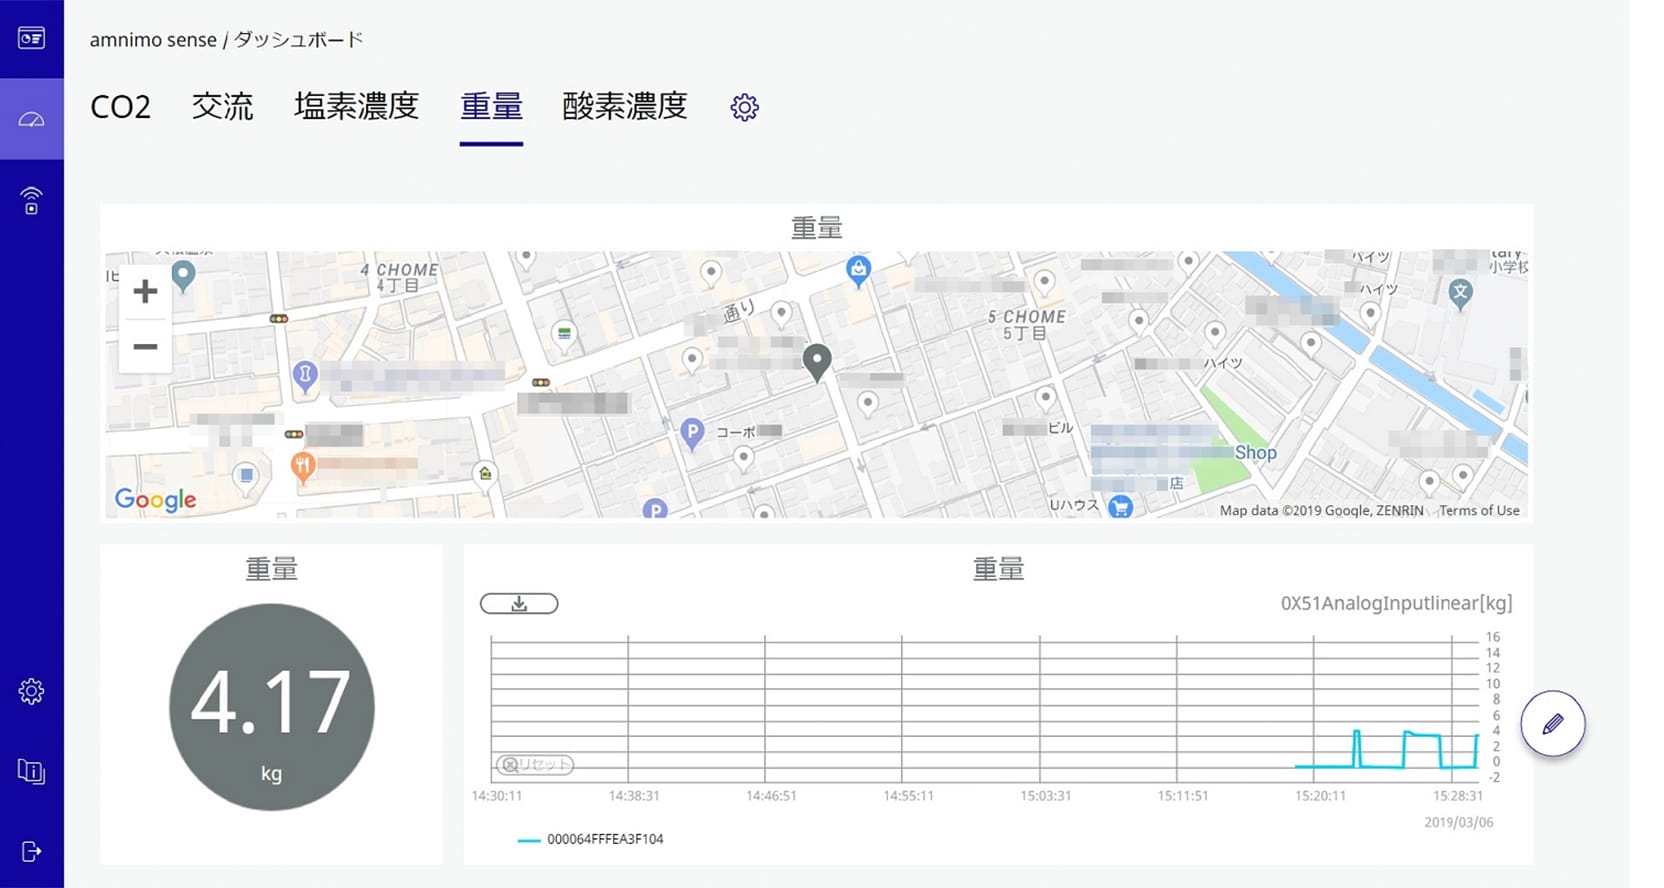 amnimo sense / ダッシュボード
CO2 交流 塩素濃度 重量 酸素濃度
重量
4 CHOME
4丁目
通り
5 CHOME
5丁目
ハイツ
小学校
ハイツ
文
ハイツ
P
コーポ
ビル
Shop
店
Uハウス
P
Google
Map data ©2019 Google, ZENRIN
Terms of Use
重量
4.17
kg
重量
0X51AnalogInputlinear[kg]
16
14
12
10
8
6
4
2
0
-2
リセット
14:30:11 14:38:31 14:46:51 14:55:11 15:03:31 15:11:51 15:20:11 15:28:31
2019/03/06
000064FFFEA3F104